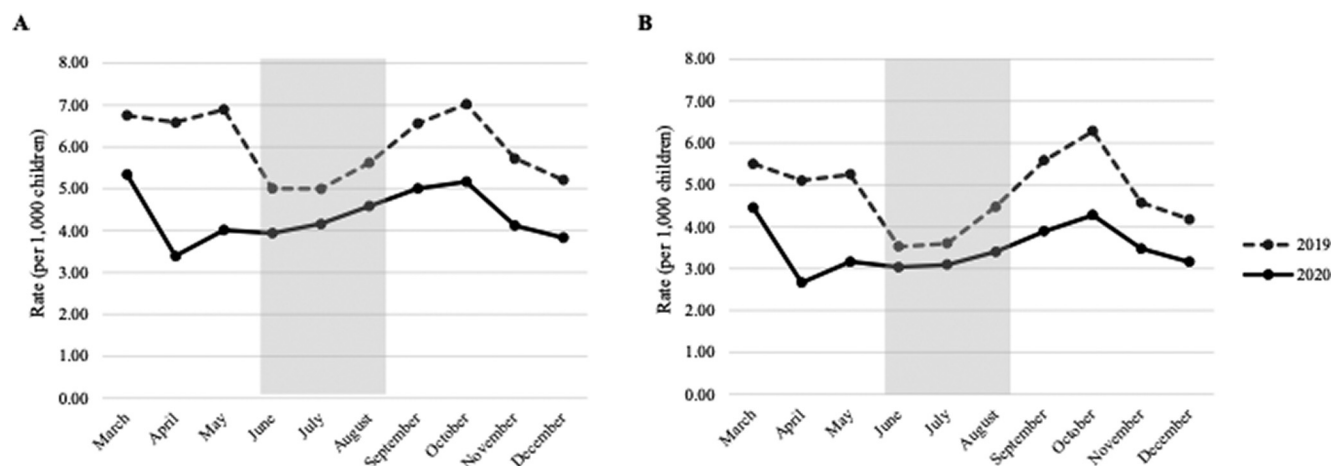 A
8.00
7.00
6.00
5.00
4.00
3.00
2.00
1.00
0.00
Rate (per 1,000 children)
March
April
May
June
July
August
September
October
November
December
B
8.00
7.00
6.00
5.00
4.00
3.00
2.00
1.00
0.00
Rate (per 1,000 children)
March
April
May
June
July
August
September
October
November
December
2019
2020